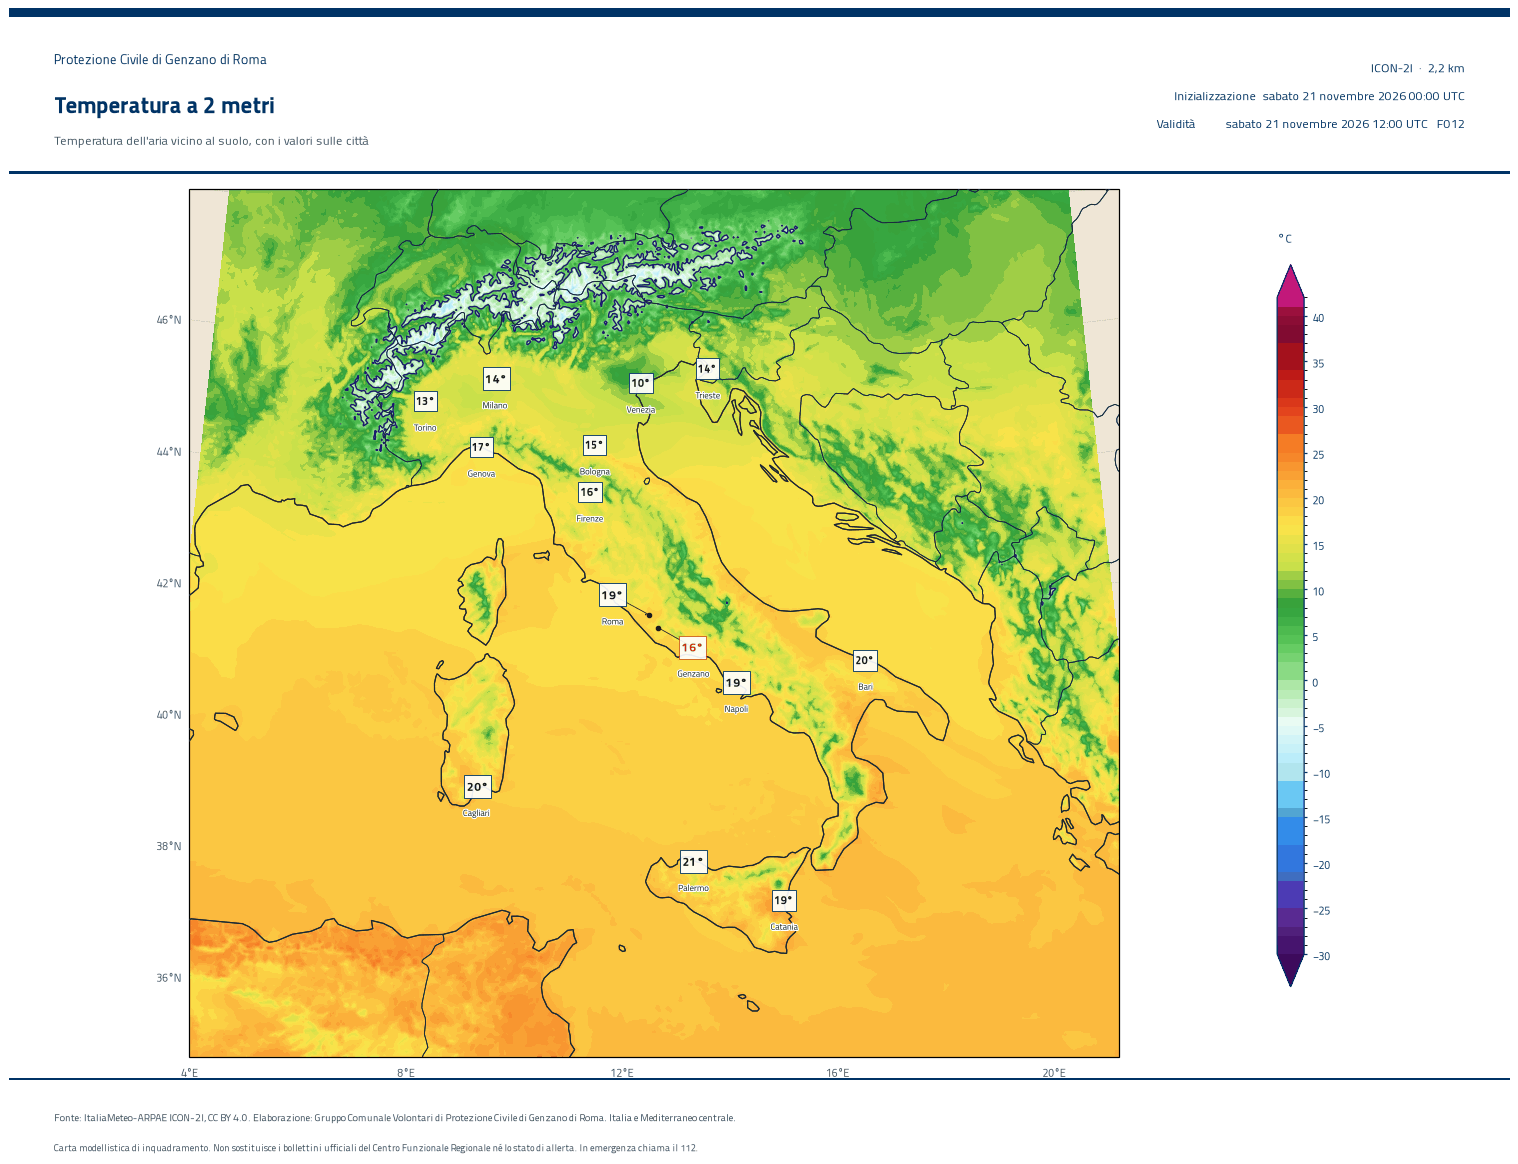 Protezione Civile di Genzano di Roma
Temperatura a 2 metri
Temperatura dell'aria vicino al suolo, con i valori sulle città
ICON-2I · 2,2 km
Inizializzazione sabato 21 novembre 2026 00:00 UTC
Validità sabato 21 novembre 2026 12:00 UTC F012
°C
40
35
30
25
20
15
10
5
0
−5
−10
−15
−20
−25
−30
46°N
44°N
42°N
40°N
38°N
36°N
4°E 8°E 12°E 16°E 20°E
14°
Milano
13°
Torino
10°
Venezia
14°
Trieste
17°
Genova
15°
Bologna
16°
Firenze
19°
Roma
16°
Genzano
19°
Napoli
20°
Bari
20°
Cagliari
21°
Palermo
19°
Catania
Fonte: ItaliaMeteo-ARPAE ICON-2I, CC BY 4.0. Elaborazione: Gruppo Comunale Volontari di Protezione Civile di Genzano di Roma. Italia e Mediterraneo centrale.
Carta modellistica di inquadramento. Non sostituisce i bollettini ufficiali del Centro Funzionale Regionale né lo stato di allerta. In emergenza chiama il 112.